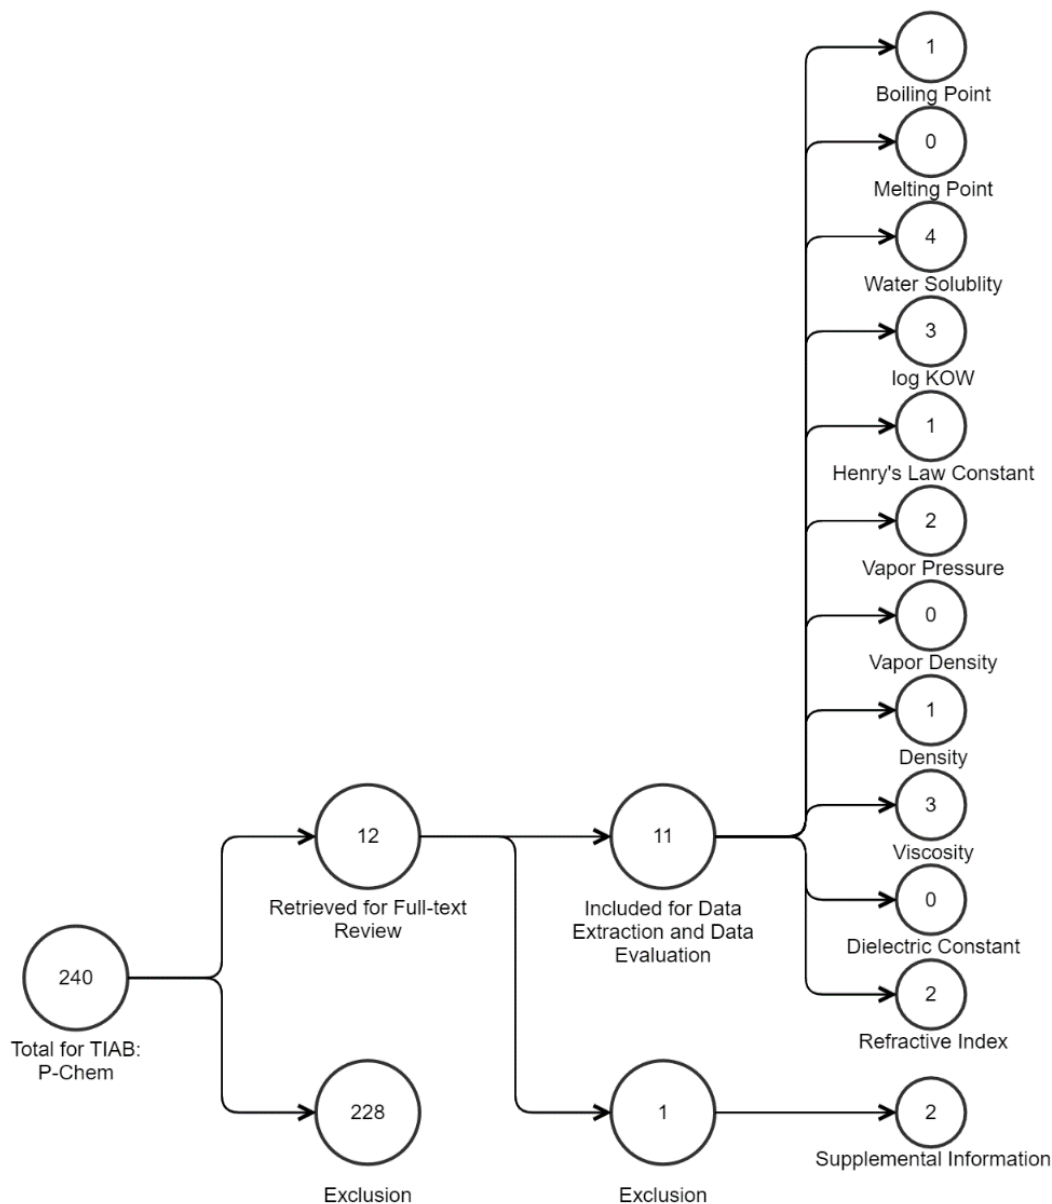 1
Boiling Point
0
Melting Point
4
Water Solublity
3
log KOW
1
Henry's Law Constant
2
Vapor Pressure
0
Vapor Density
1
Density
3
Viscosity
0
Dielectric Constant
2
Refractive Index
12
Retrieved for Full-text
Review
11
Included for Data
Extraction and Data
Evaluation
240
Total for TIAB:
P-Chem
228
Exclusion
1
Exclusion
2
Supplemental Information